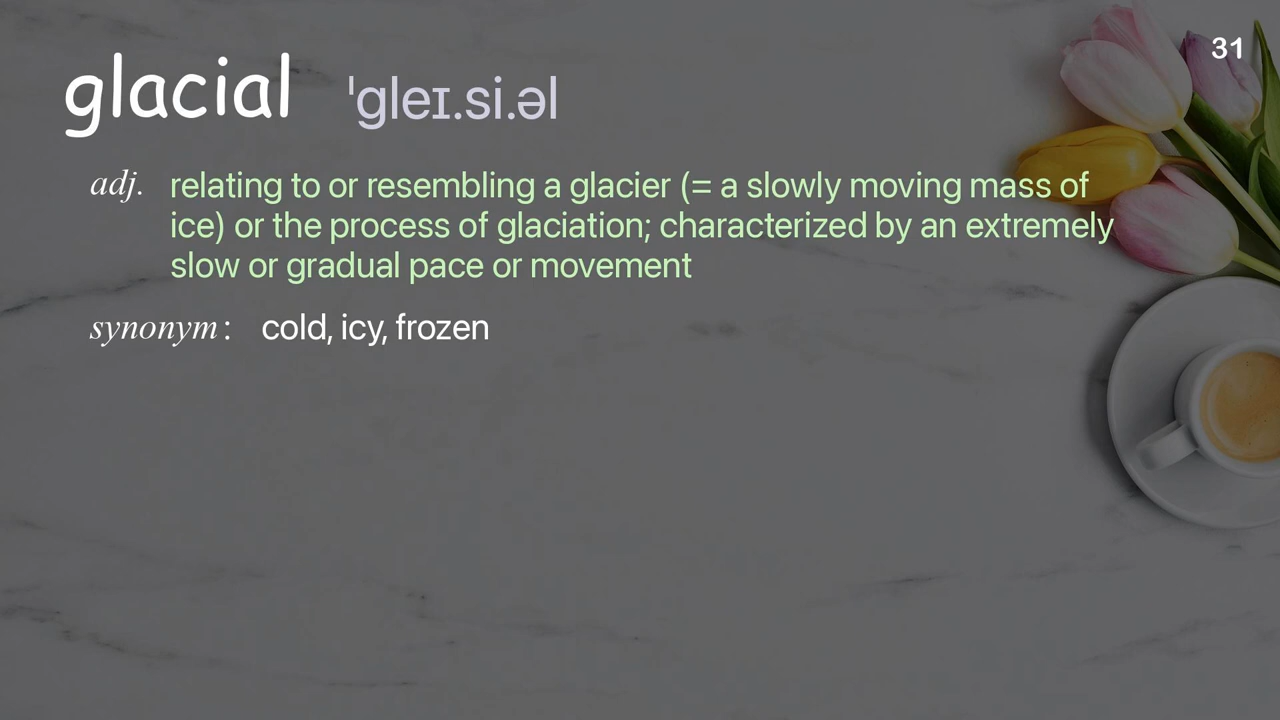 31
glacial ˈɡleɪ.si.əl
adj. relating to or resembling a glacier (= a slowly moving mass of
ice) or the process of glaciation; characterized by an extremely
slow or gradual pace or movement
synonym: cold, icy, frozen